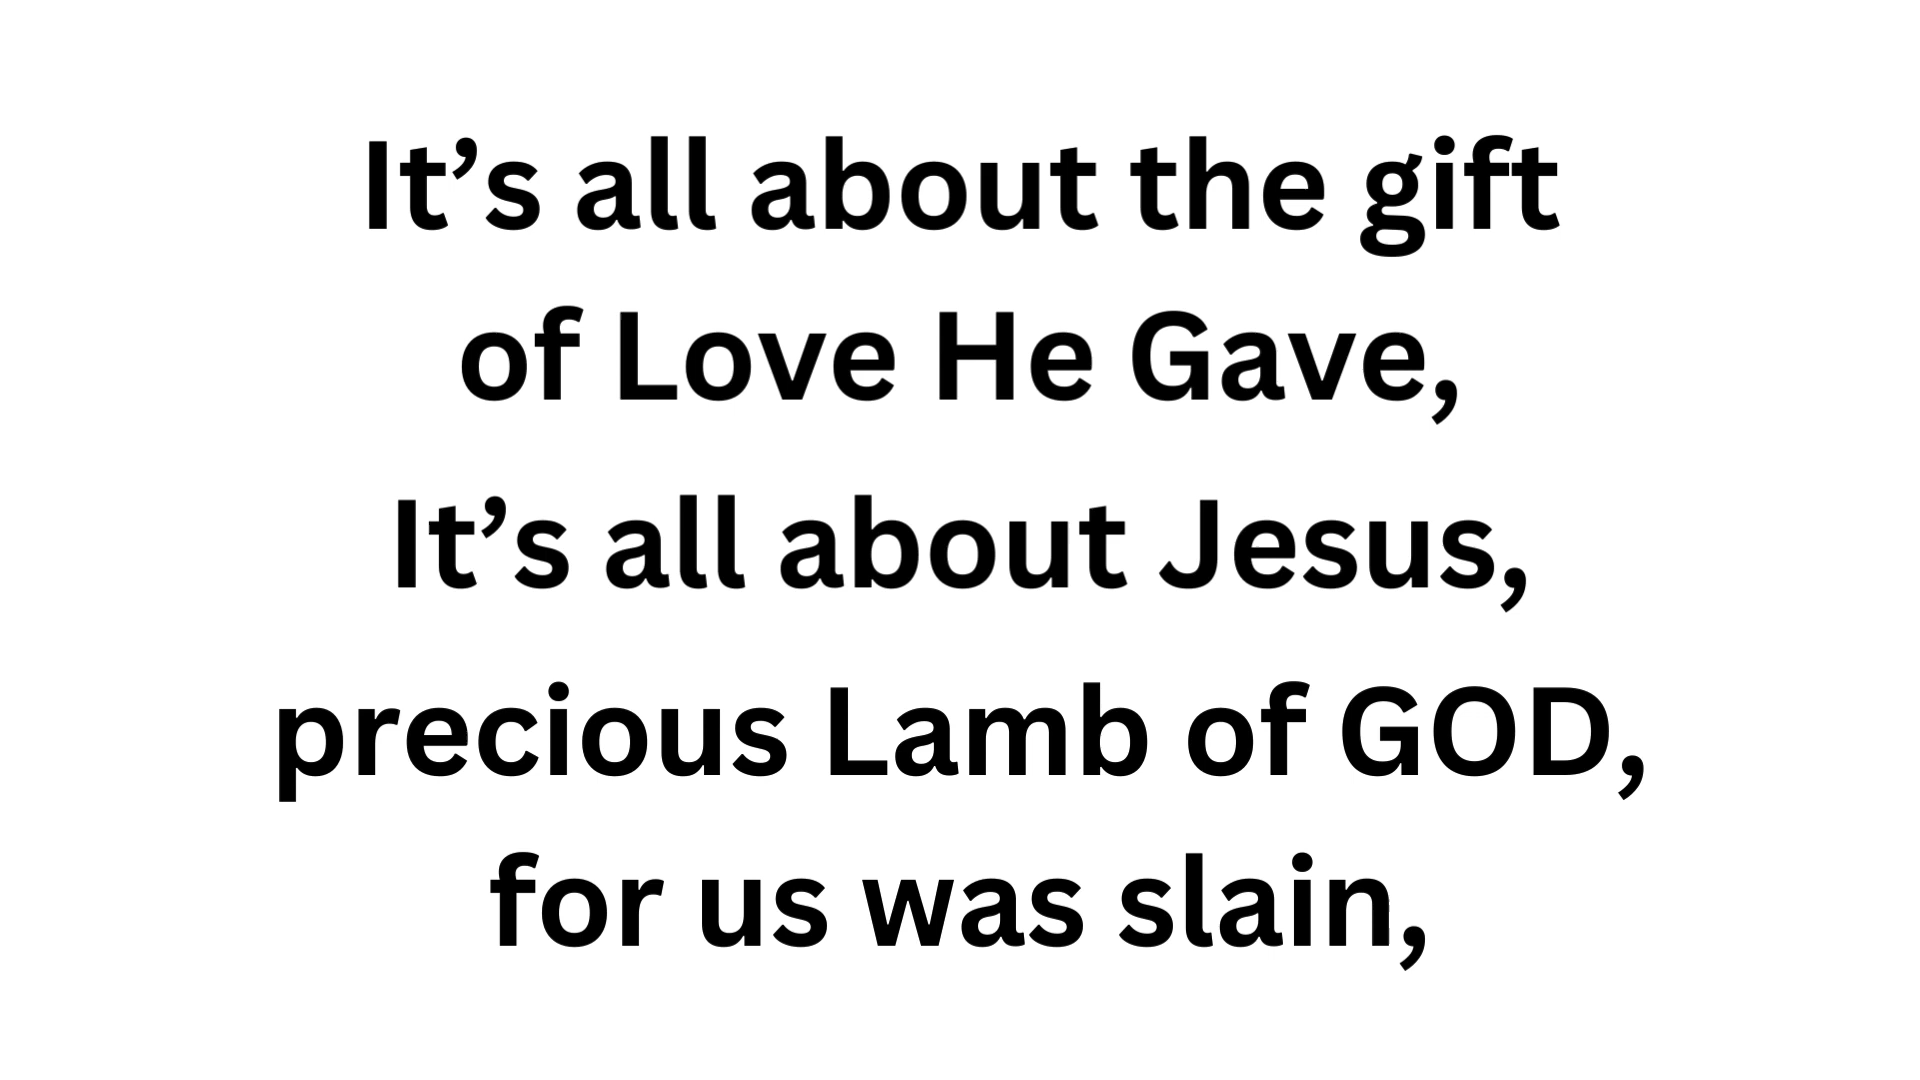 It’s all about the gift
of Love He Gave,
It’s all about Jesus,
precious Lamb of GOD,
for us was slain,